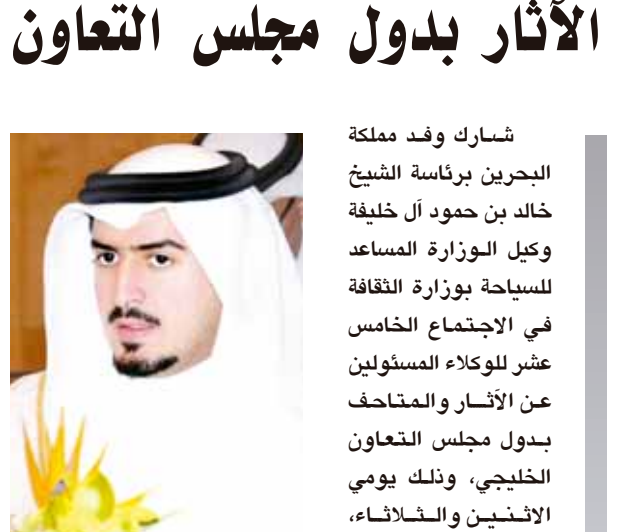 الآثار بدول مجلس التعاون
شارك وفد مملكة
البحرين برئاسة الشيخ
خالد بن حمود آل خليفة
وكيل الوزارة المساعد
للسياحة بوزارة الثقافة
في الاجتماع الخامس
عشر للوكلاء المسئولين
عن الآثار والمتاحف
بدول مجلس التعاون
الخليجي، وذلك يومي
الاثنين والثلاثاء،